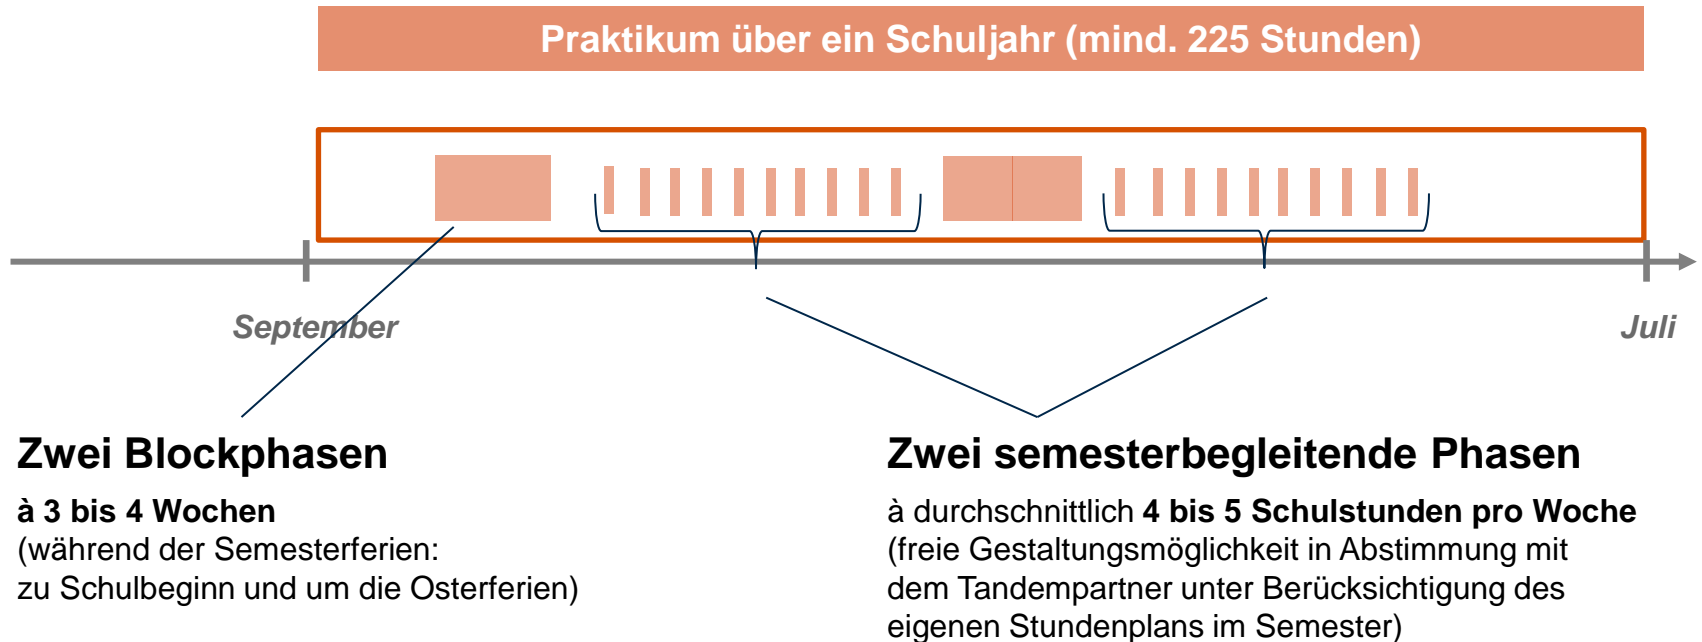 Praktikum über ein Schuljahr (mind. 225 Stunden)
September
Juli
Zwei Blockphasen
à 3 bis 4 Wochen
(während der Semesterferien:
zu Schulbeginn und um die Osterferien)
Zwei semesterbegleitende Phasen
à durchschnittlich 4 bis 5 Schulstunden pro Woche
(freie Gestaltungsmöglichkeit in Abstimmung mit
dem Tandempartner unter Berücksichtigung des
eigenen Stundenplans im Semester)